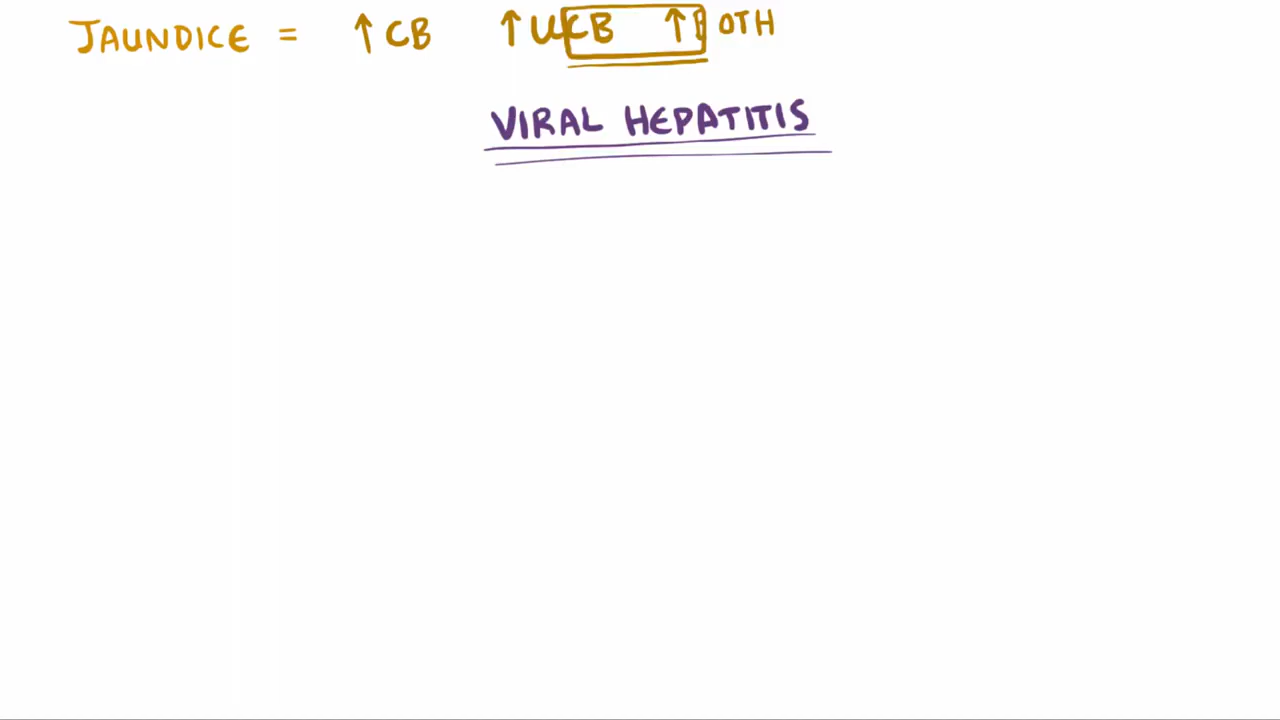 JAUNDICE = ↑ CB ↑ UCB ↑ BOTH
VIRAL HEPATITIS